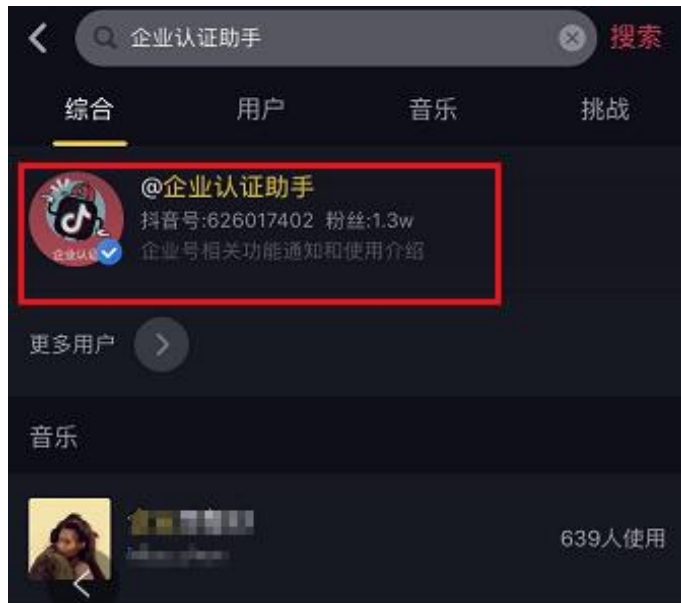 企业认证助手
搜索
综合 用户 音乐 挑战
@企业认证助手
抖音号:626017402 粉丝:1.3w
企业号相关功能通知和使用介绍
更多用户
音乐
639人使用